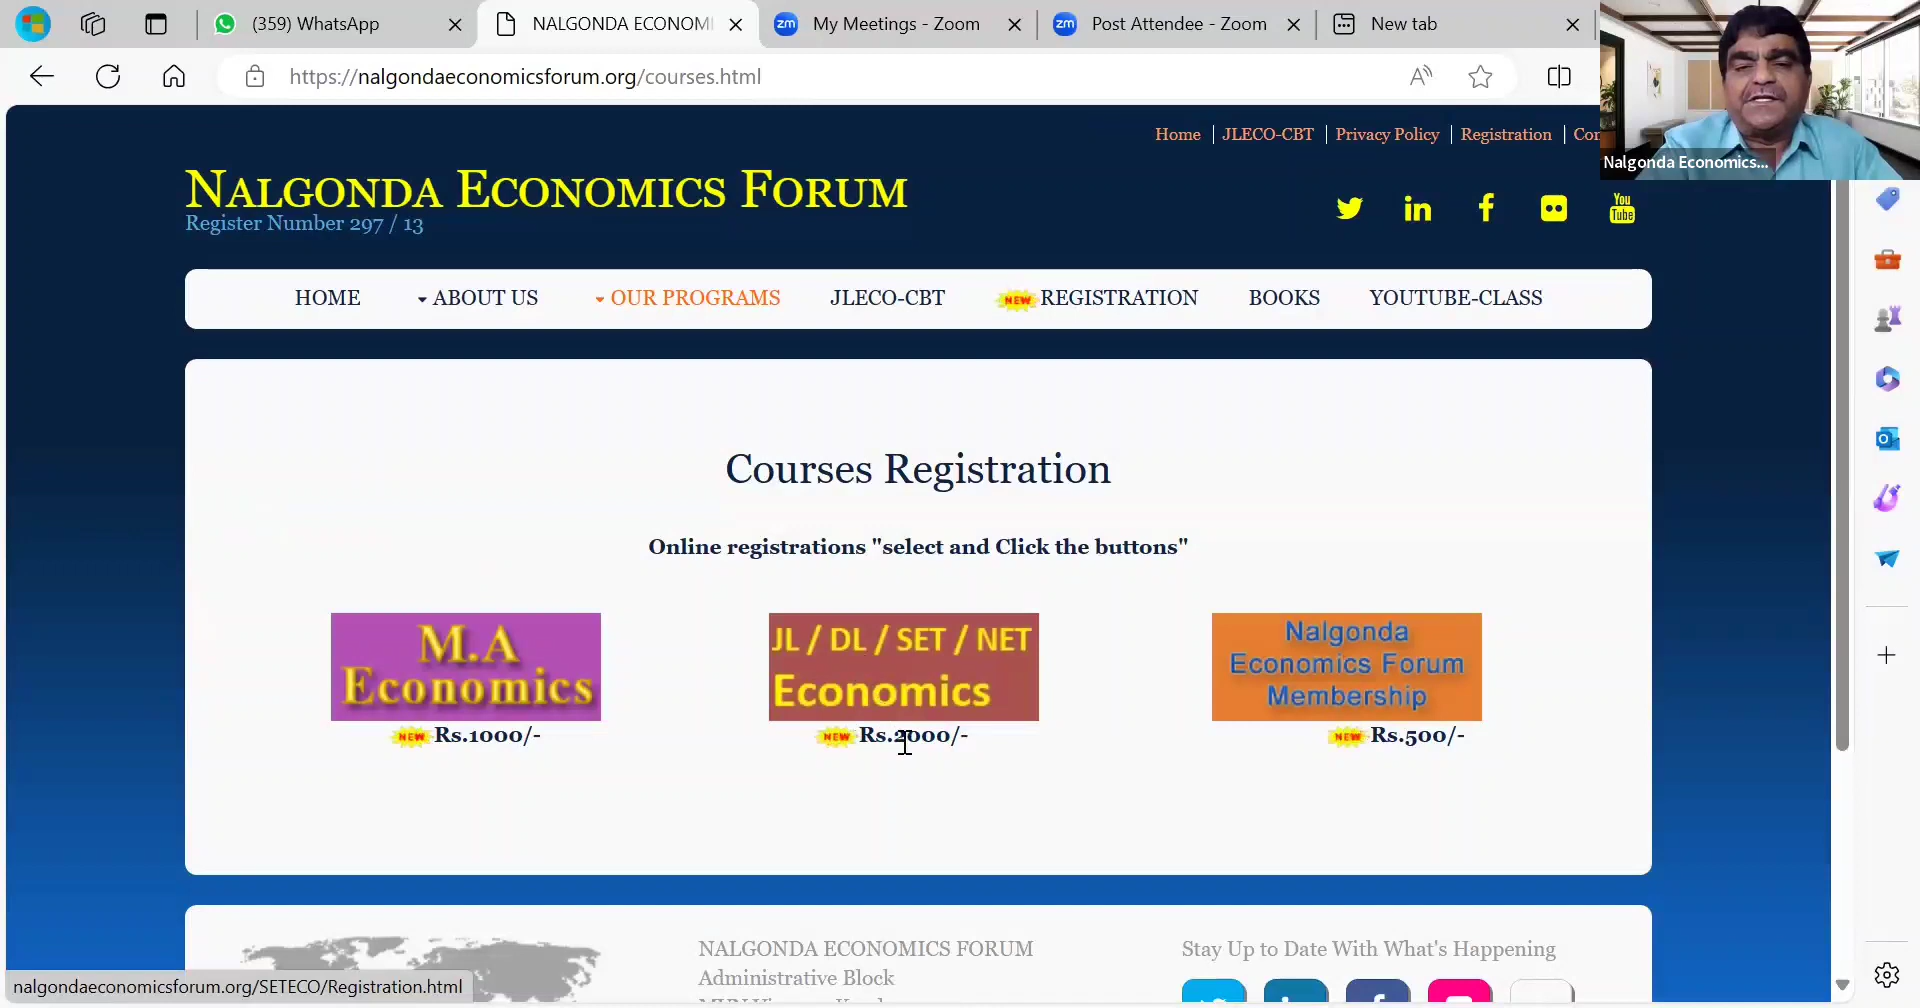 (359) WhatsApp
NALGONDA ECONOMI
My Meetings - Zoom
Post Attendee - Zoom
New tab
https://nalgondaeconomicsforum.org/courses.html
Nalgonda Economics...
Home | JLECO-CBT | Privacy Policy | Registration | Con
NALGONDA ECONOMICS FORUM
Register Number 297 / 13
You
Tube
HOME ABOUT US OUR PROGRAMS JLECO-CBT NEW REGISTRATION BOOKS YOUTUBE-CLASS
Courses Registration
Online registrations "select and Click the buttons"
M.A
Economics
NEW Rs.1000/-
JL / DL / SET / NET
Economics
NEW Rs.2000/-
Nalgonda
Economics Forum
Membership
NEW Rs.500/-
NALGONDA ECONOMICS FORUM
Administrative Block
Stay Up to Date With What's Happening
nalgondaeconomicsforum.org/SETECO/Registration.html